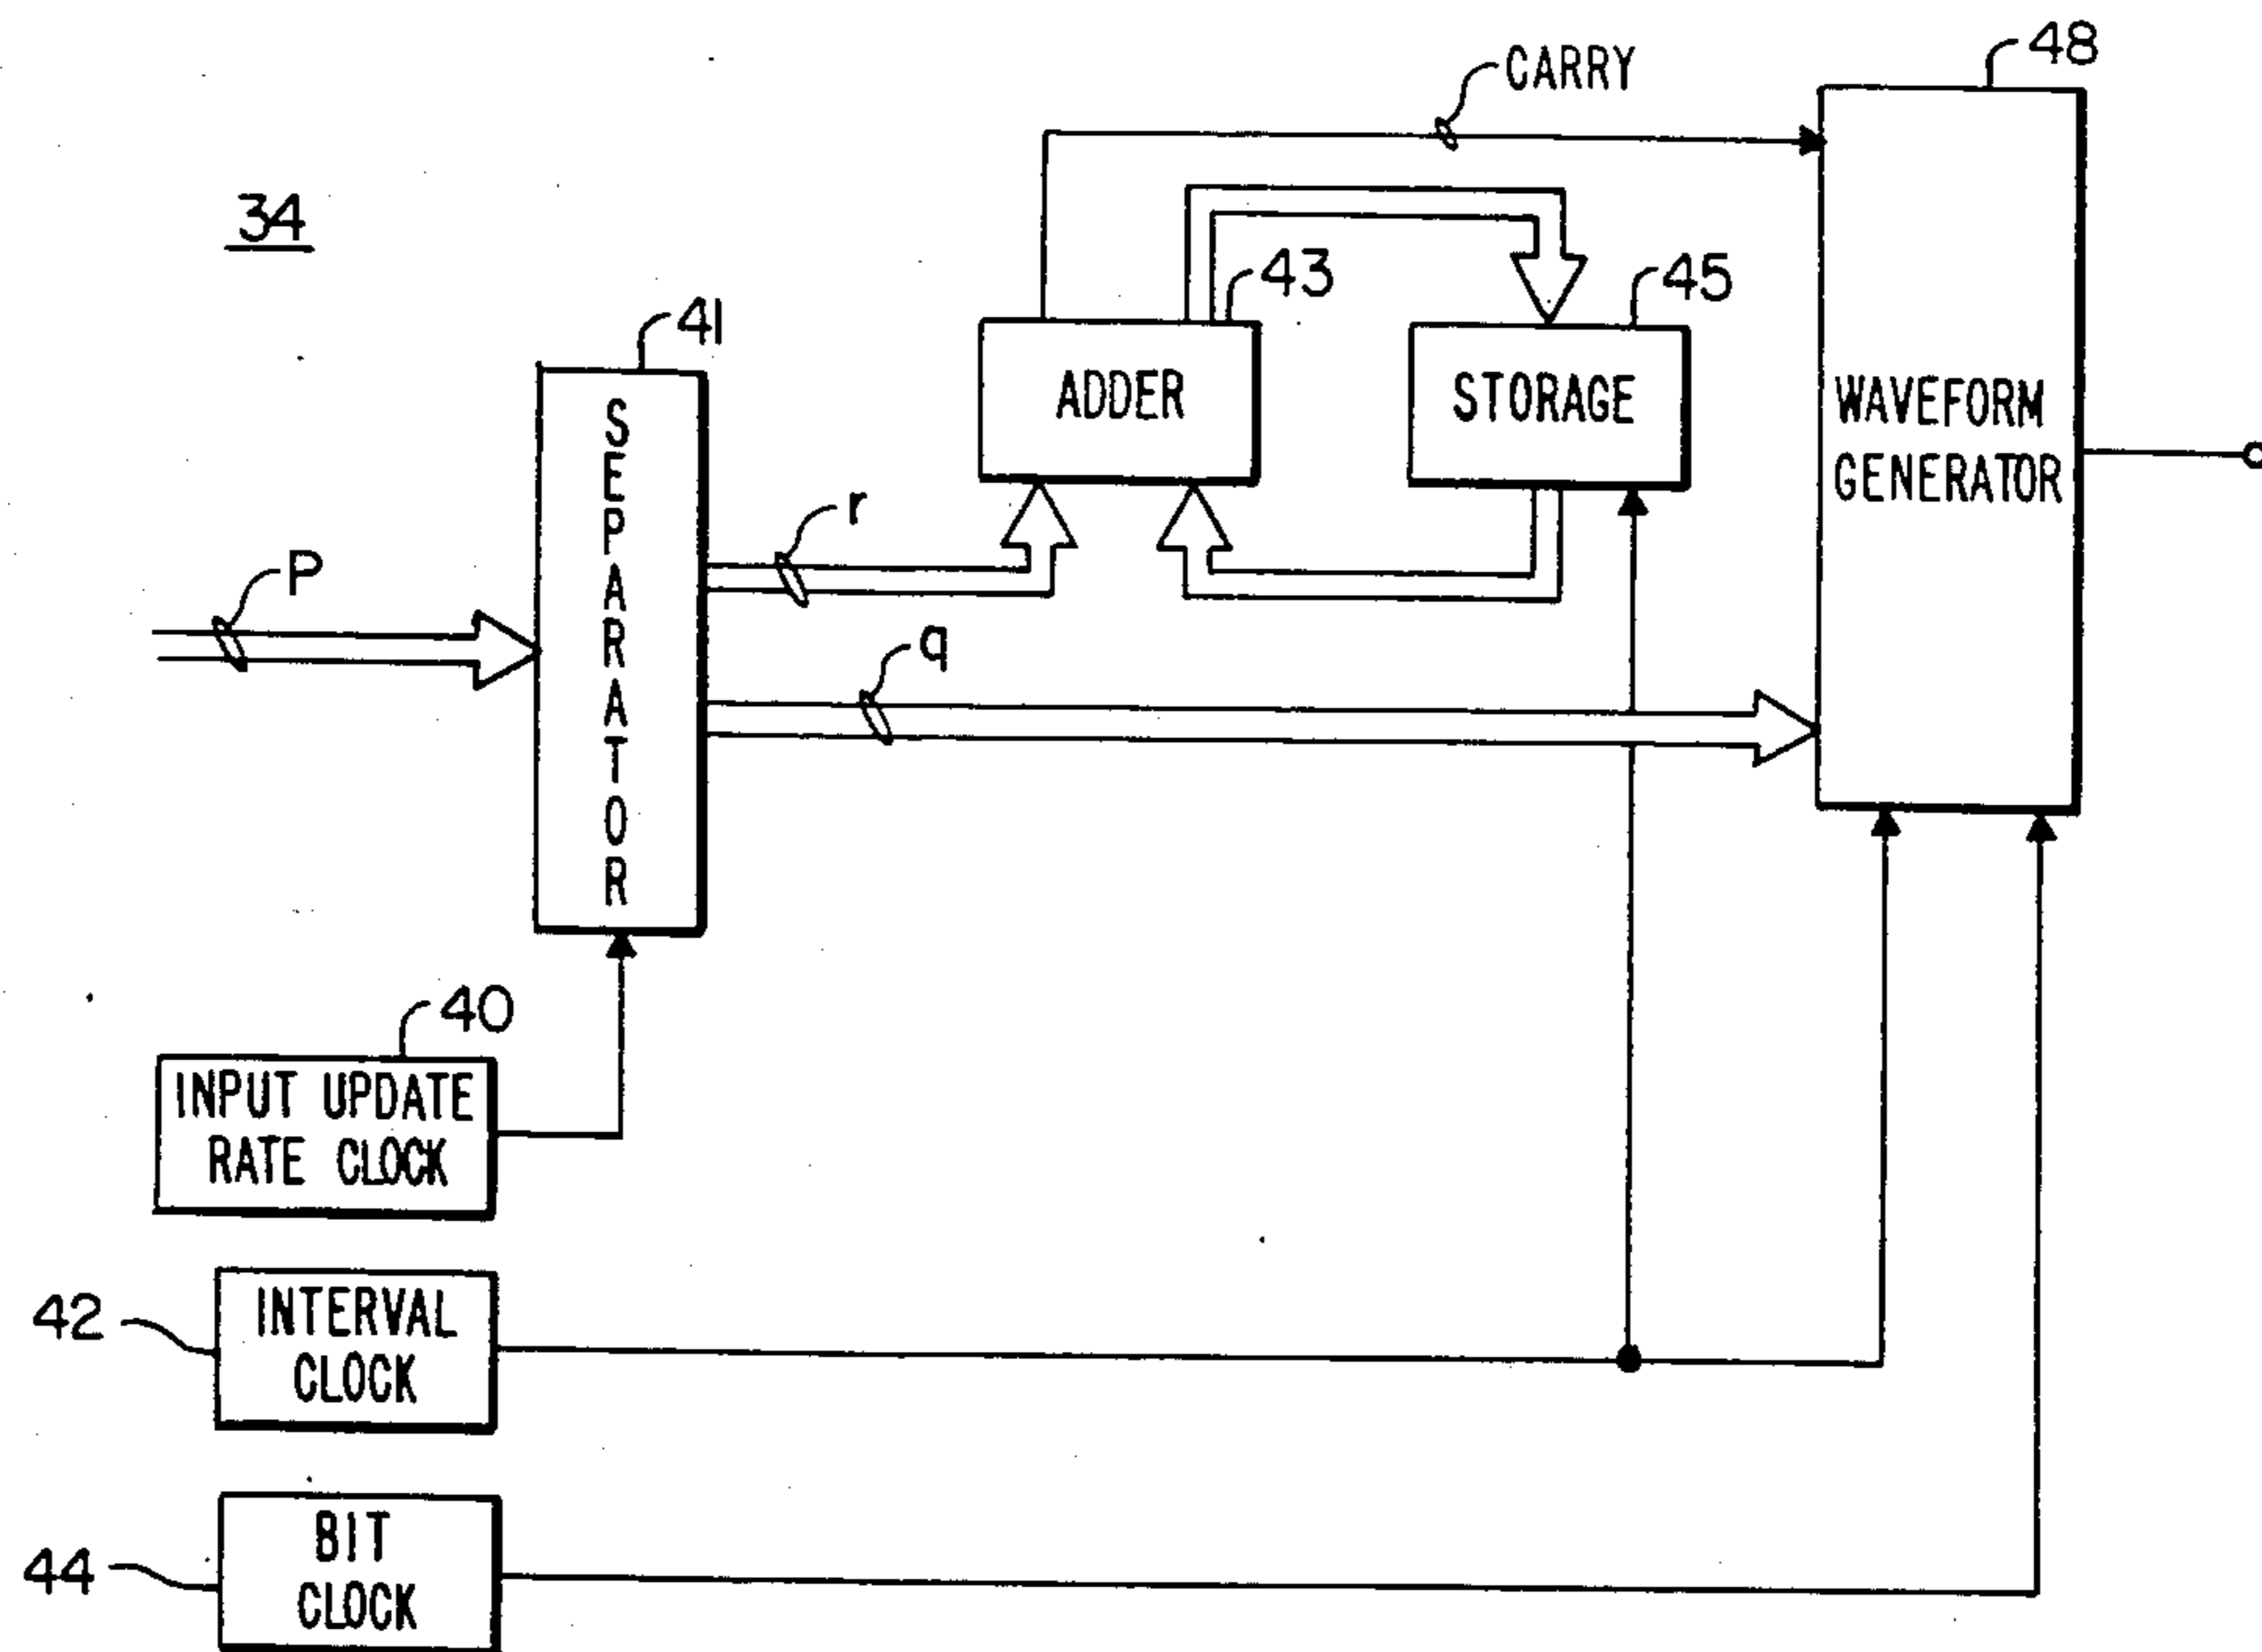 48
CARRY
34
43
45
41
SEPARATOR
ADDER
STORAGE
WAVEFORM
GENERATOR
r
P
q
40
INPUT UPDATE
RATE CLOCK
42
INTERVAL
CLOCK
44
BIT
CLOCK